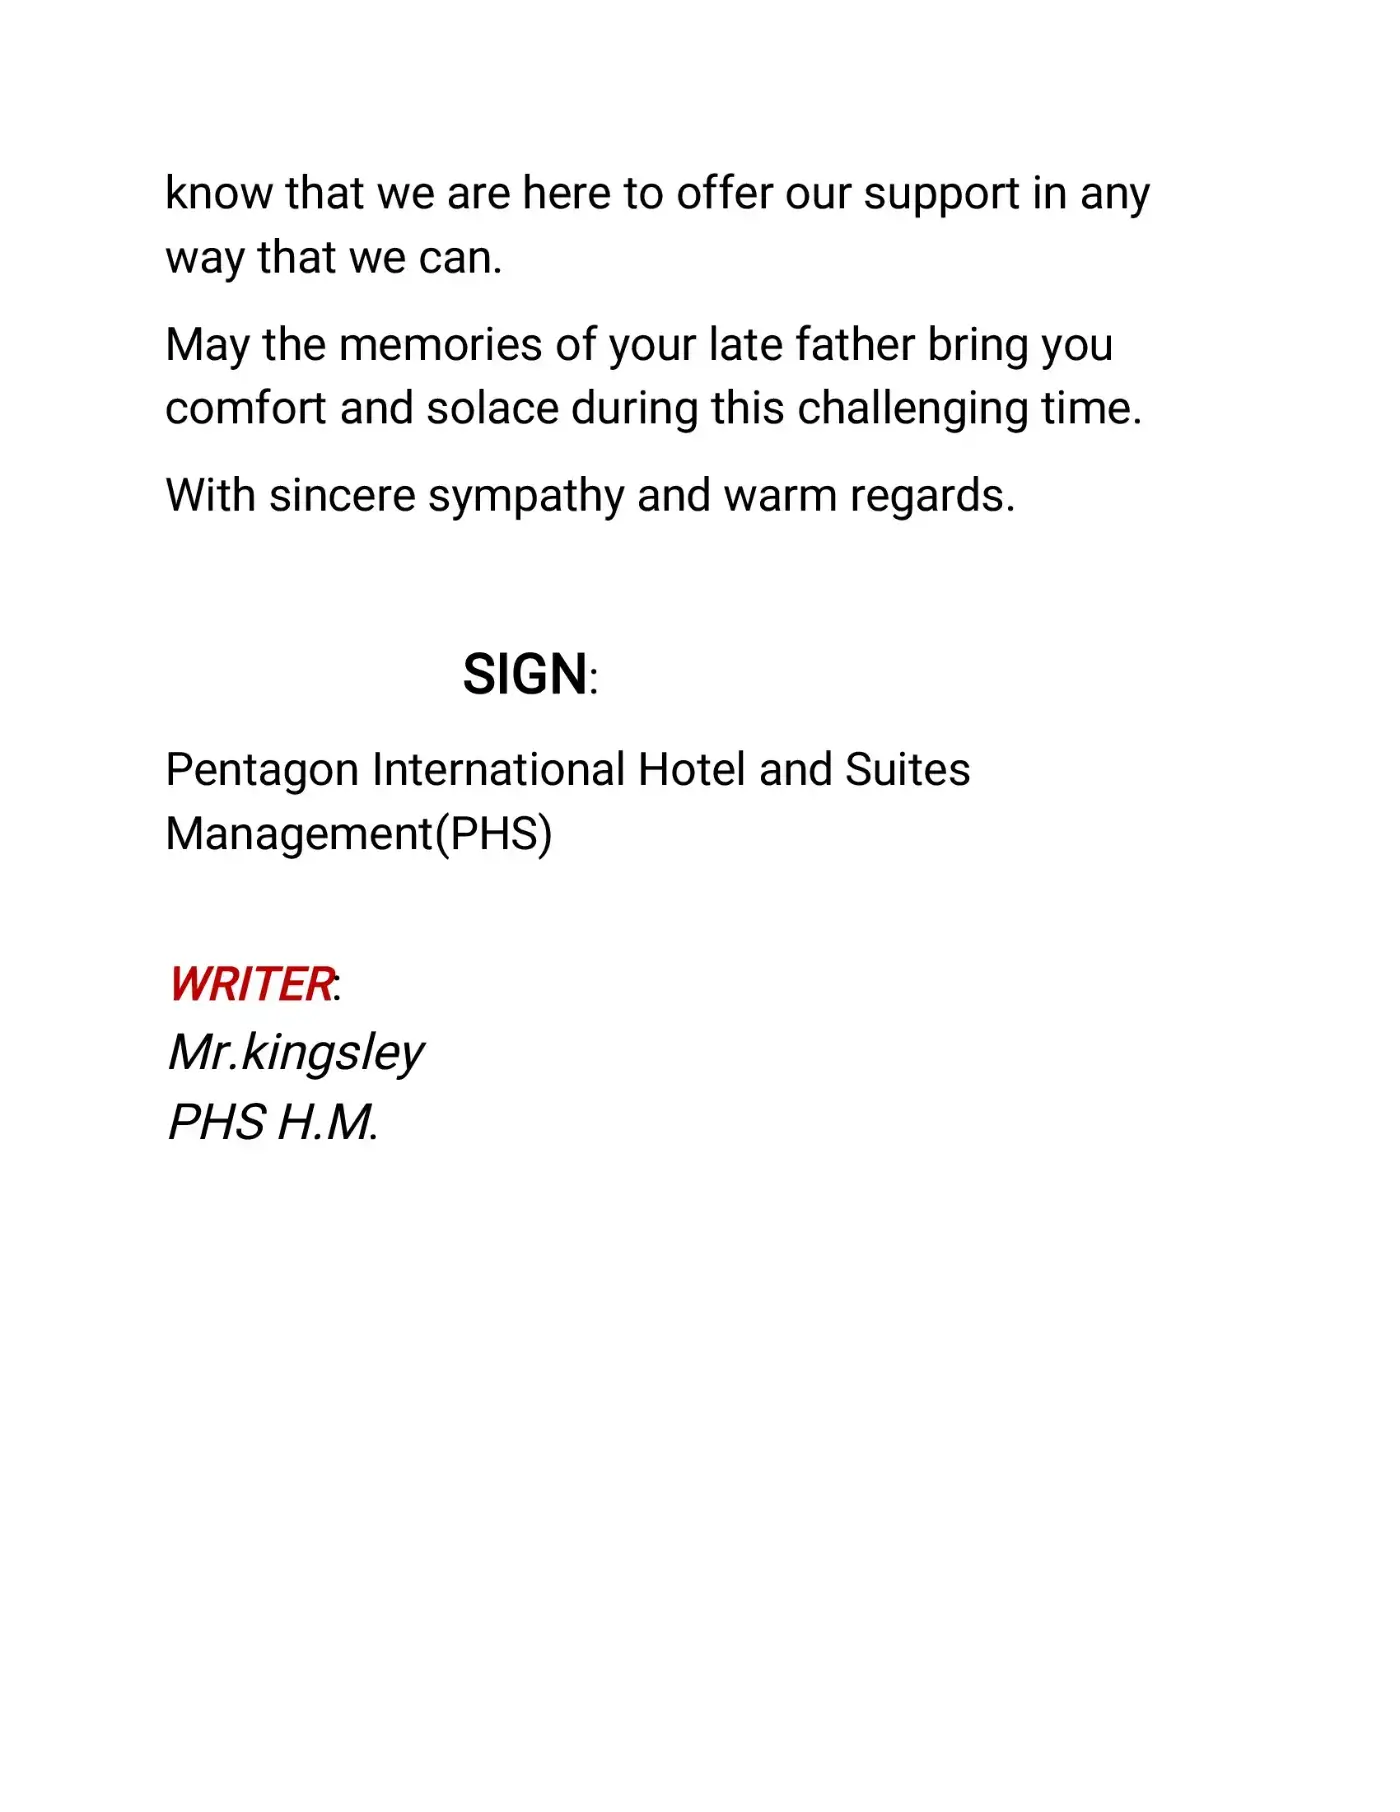 know that we are here to offer our support in any
way that we can.
May the memories of your late father bring you
comfort and solace during this challenging time.
With sincere sympathy and warm regards.
SIGN:
Pentagon International Hotel and Suites
Management(PHS)
WRITER:
Mr.kingsley
PHS H.M.